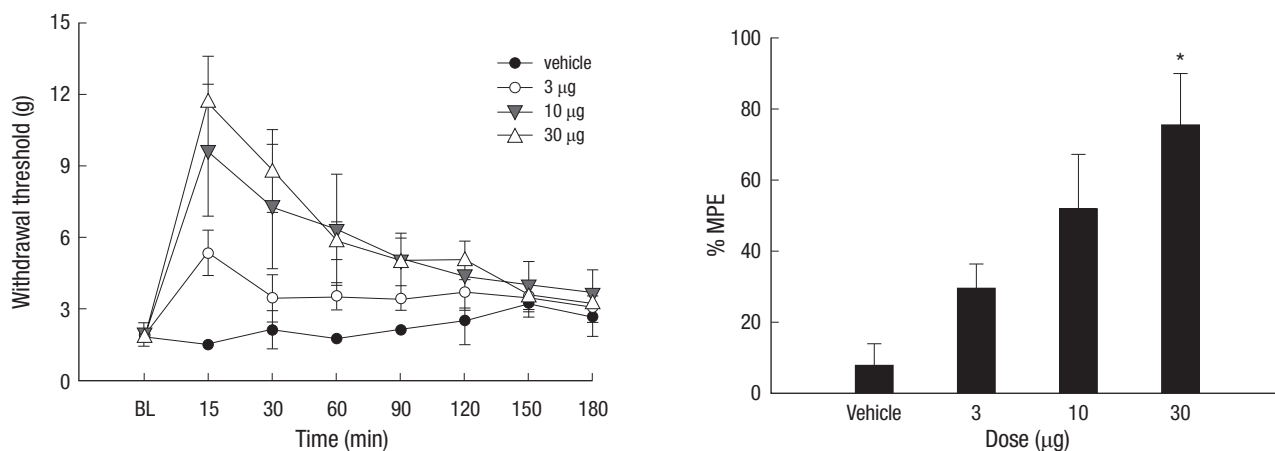 15
12
9
6
3
0
Withdrawal threshold (g)
vehicle
3 μg
10 μg
30 μg
BL 15 30 60 90 120 150 180
Time (min)
100
80
60
40
20
0
% MPE
*
Vehicle 3 10 30
Dose (μg)